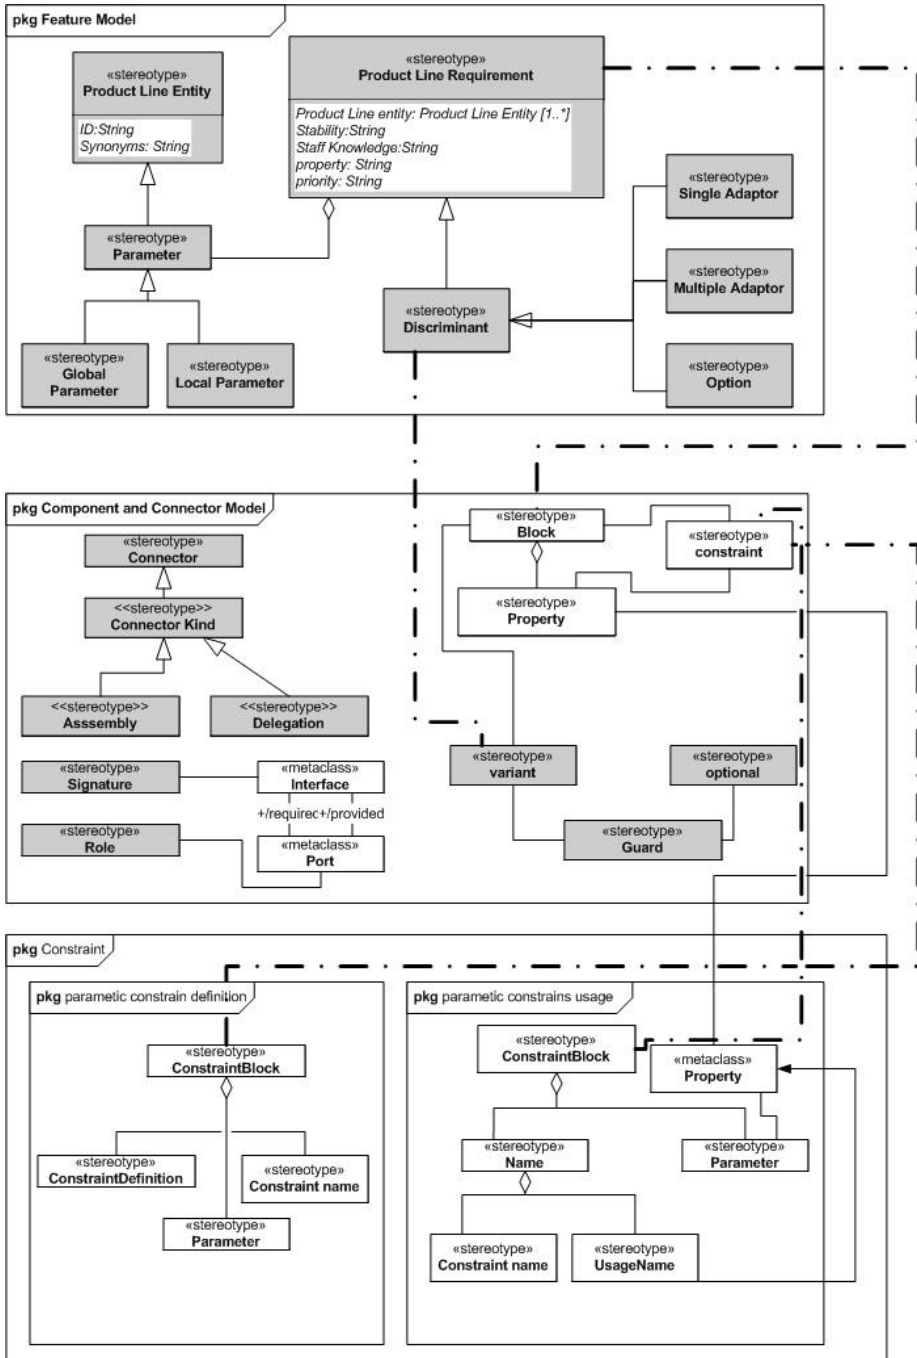 pkg Feature Model
«stereotype»
Product Line Entity
ID:String
Synonyms: String
«stereotype»
Product Line Requirement
Product Line entity: Product Line Entity [1..*]
Stability:String
Staff Knowledge:String
property: String
priority: String
«stereotype»
Single Adaptor
«stereotype»
Parameter
«stereotype»
Multiple Adaptor
«stereotype»
Discriminant
«stereotype»
Global
Parameter
«stereotype»
Local Parameter
«stereotype»
Option
pkg Component and Connector Model
«stereotype»
Block
«stereotype»
constraint
«stereotype»
Connector
<<stereotype>>
Connector Kind
«stereotype»
Property
<<stereotype>>
Asssembly
<<stereotype>>
Delegation
«stereotype»
Signature
«metaclass»
Interface
+/required+/provided
«stereotype»
variant
«stereotype»
optional
«stereotype»
Role
«metaclass»
Port
«stereotype»
Guard
pkg Constraint
pkg parametic constrain definition
pkg parametic constrains usage
«stereotype»
ConstraintBlock
«stereotype»
ConstraintBlock
«metaclass»
Property
«stereotype»
ConstraintDefinition
«stereotype»
Constraint name
«stereotype»
Parameter
«stereotype»
Name
«stereotype»
Parameter
«stereotype»
Constraint name
«stereotype»
UsageName